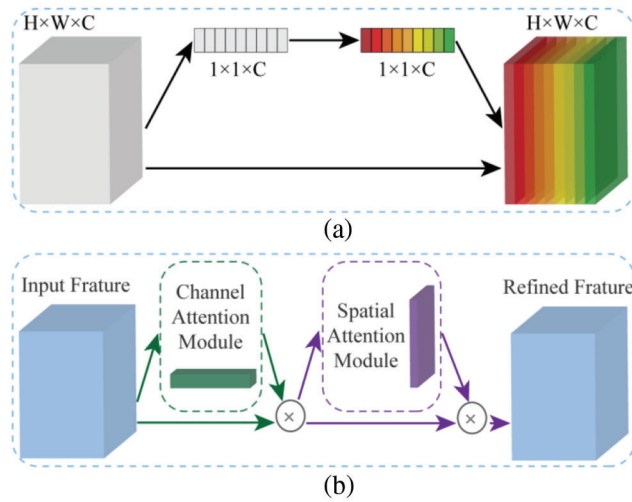 H×W×C
1×1×C
1×1×C
H×W×C
(a)
Input Frature
Channel
Attention
Module
×
Spatial
Attention
Module
×
Refined Frature
(b)